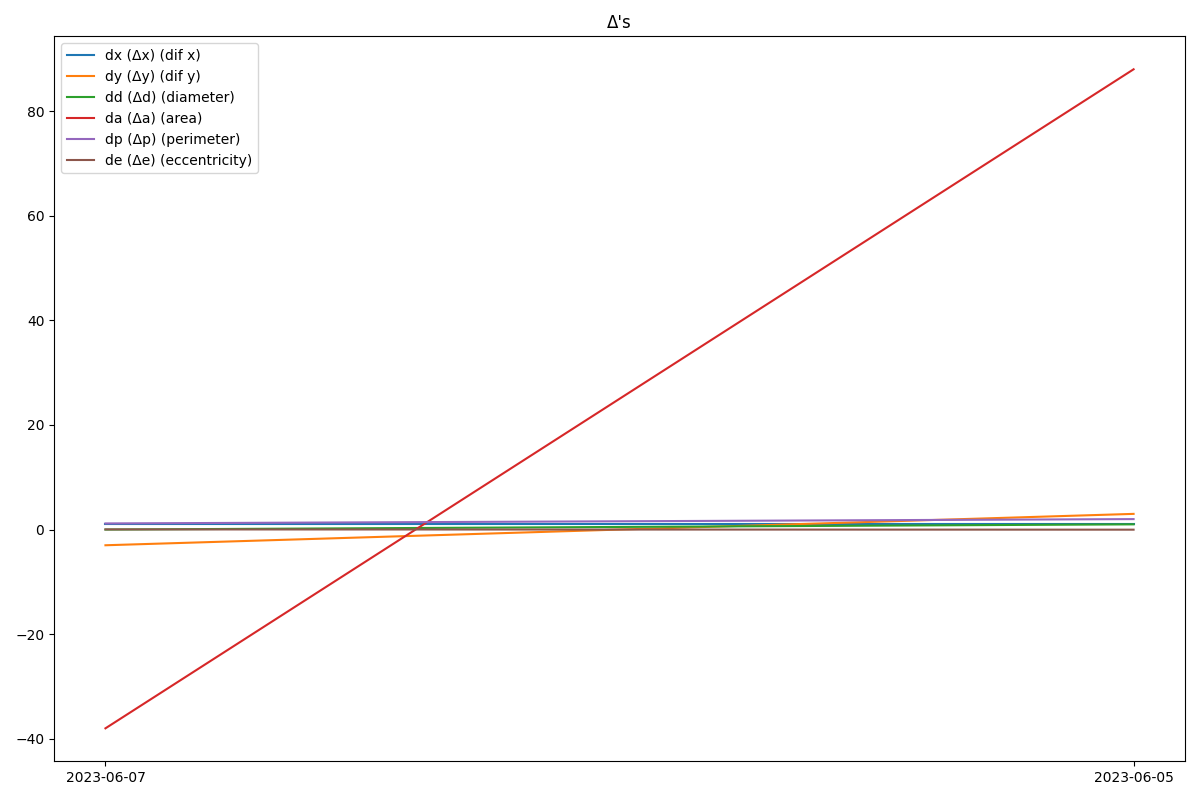 Δ's
dx (Δx) (dif x)
dy (Δy) (dif y)
dd (Δd) (diameter)
da (Δa) (area)
dp (Δp) (perimeter)
de (Δe) (eccentricity)
80
60
40
20
0
−20
−40
2023-06-07 2023-06-05